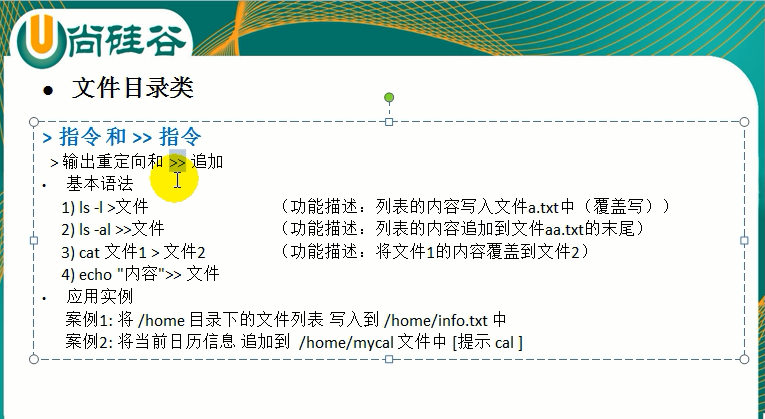 尚硅谷
• 文件目录类
> 指令 和 >> 指令
>输出重定向和 >> 追加
• 基本语法
1) ls -l >文件 （功能描述：列表的内容写入文件a.txt中（覆盖写））
2) ls -al >>文件 （功能描述：列表的内容追加到文件aa.txt的末尾）
3) cat 文件1 > 文件2 （功能描述：将文件1的内容覆盖到文件2）
4) echo "内容">> 文件
• 应用实例
案例1: 将 /home 目录下的文件列表 写入到 /home/info.txt 中
案例2: 将当前日历信息 追加到 /home/mycal 文件中 [提示 cal ]